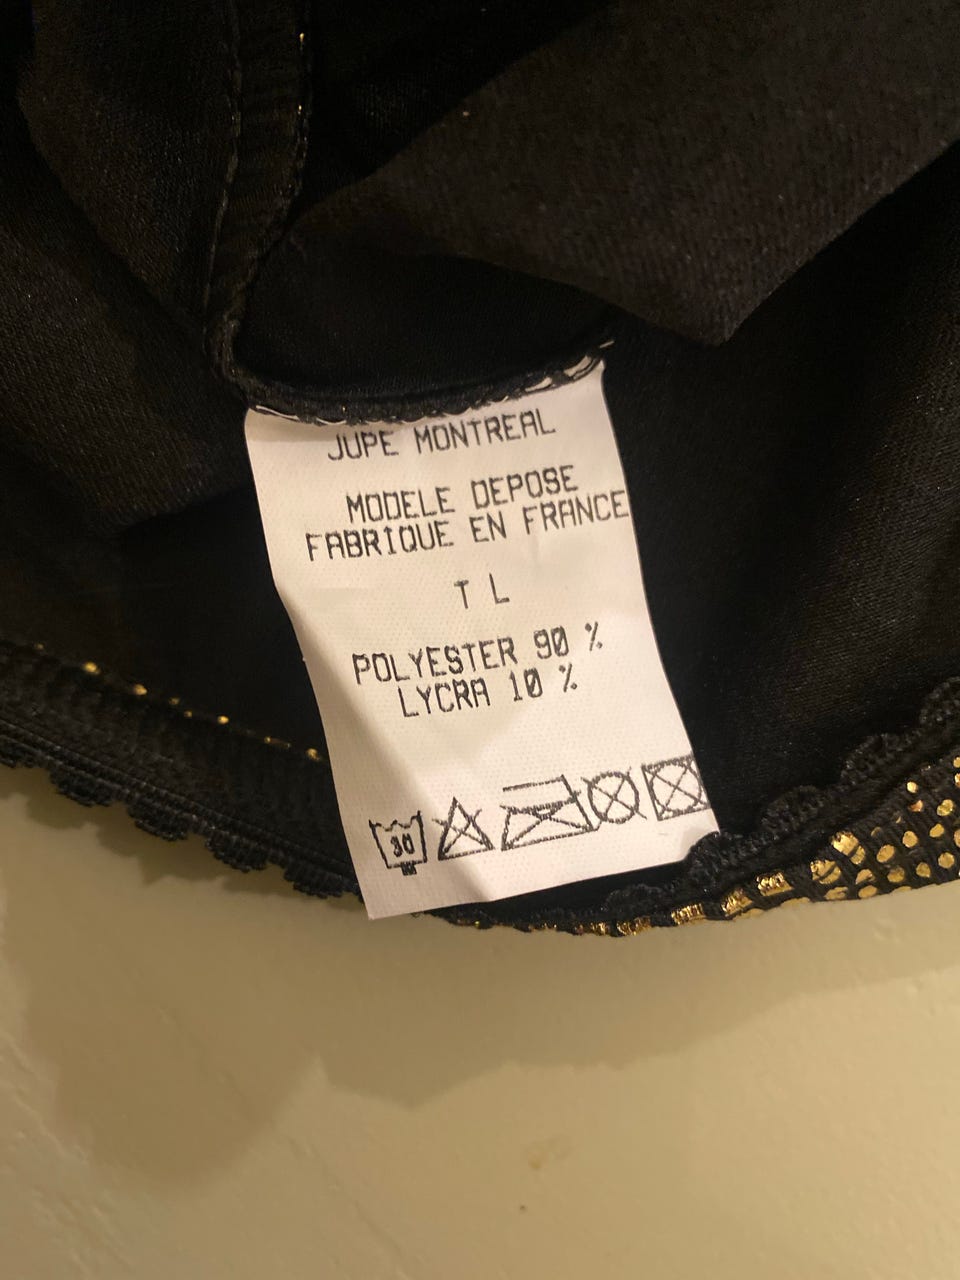 JUPE MONTREAL
MODELE DEPOSE
FABRIQUE EN FRANCE
T L
POLYESTER 90 %
LYCRA 10 %
30